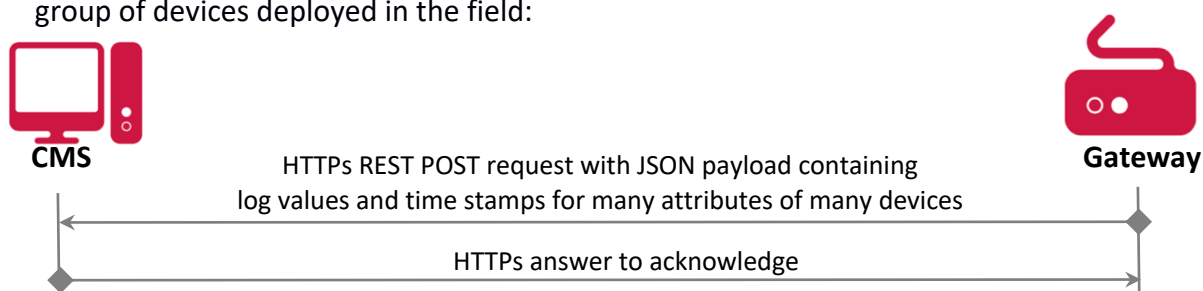 group of devices deployed in the field:
CMS
Gateway
HTTPs REST POST request with JSON payload containing
log values and time stamps for many attributes of many devices
HTTPs answer to acknowledge